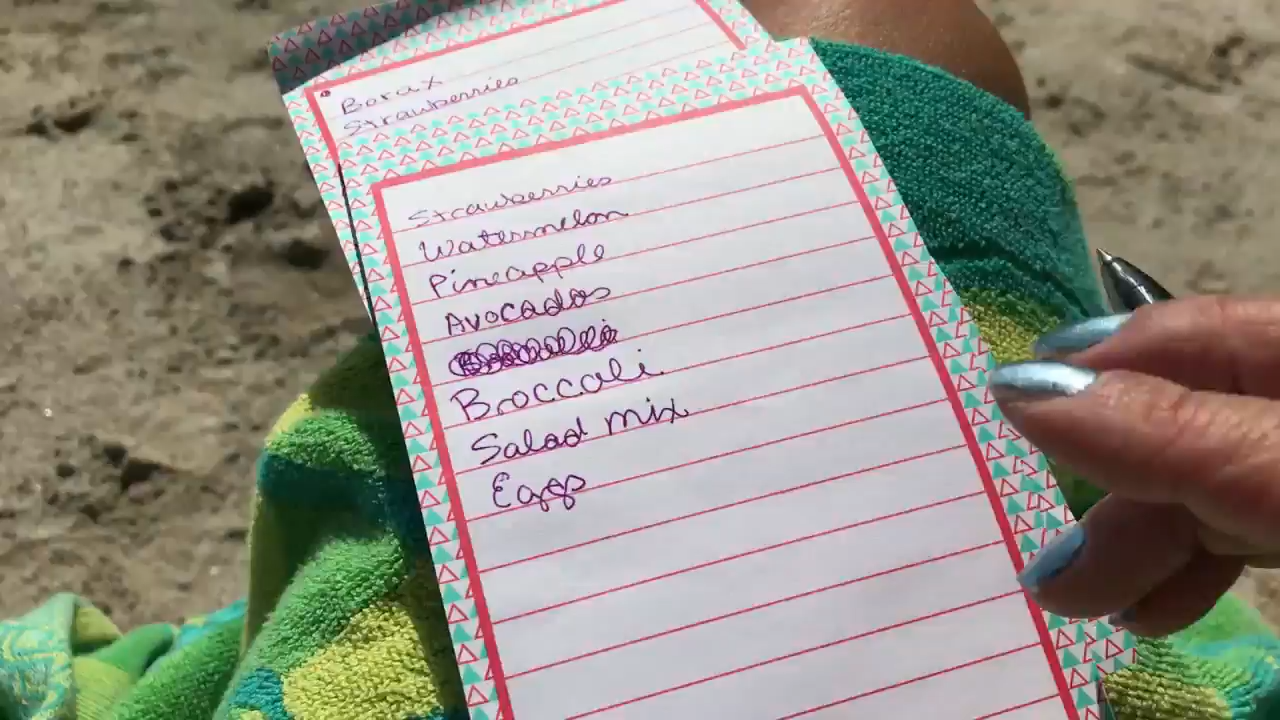 Borax
Strawberries
Strawberries
Watermelon
Pineapple
Avocados
Broccoli
Salad mix
Eggs